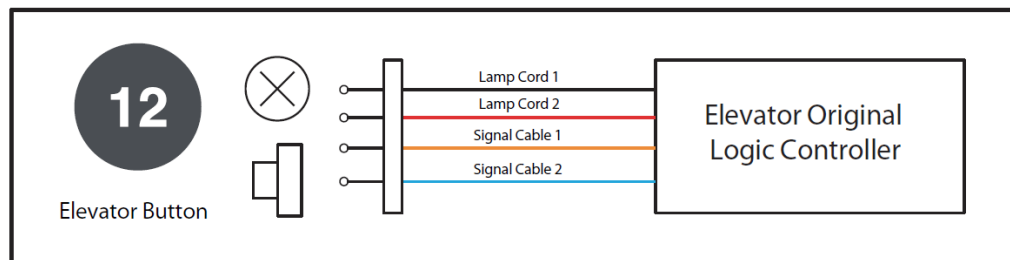 12
Elevator Button
Lamp Cord 1
Lamp Cord 2
Signal Cable 1
Signal Cable 2
Elevator Original
Logic Controller